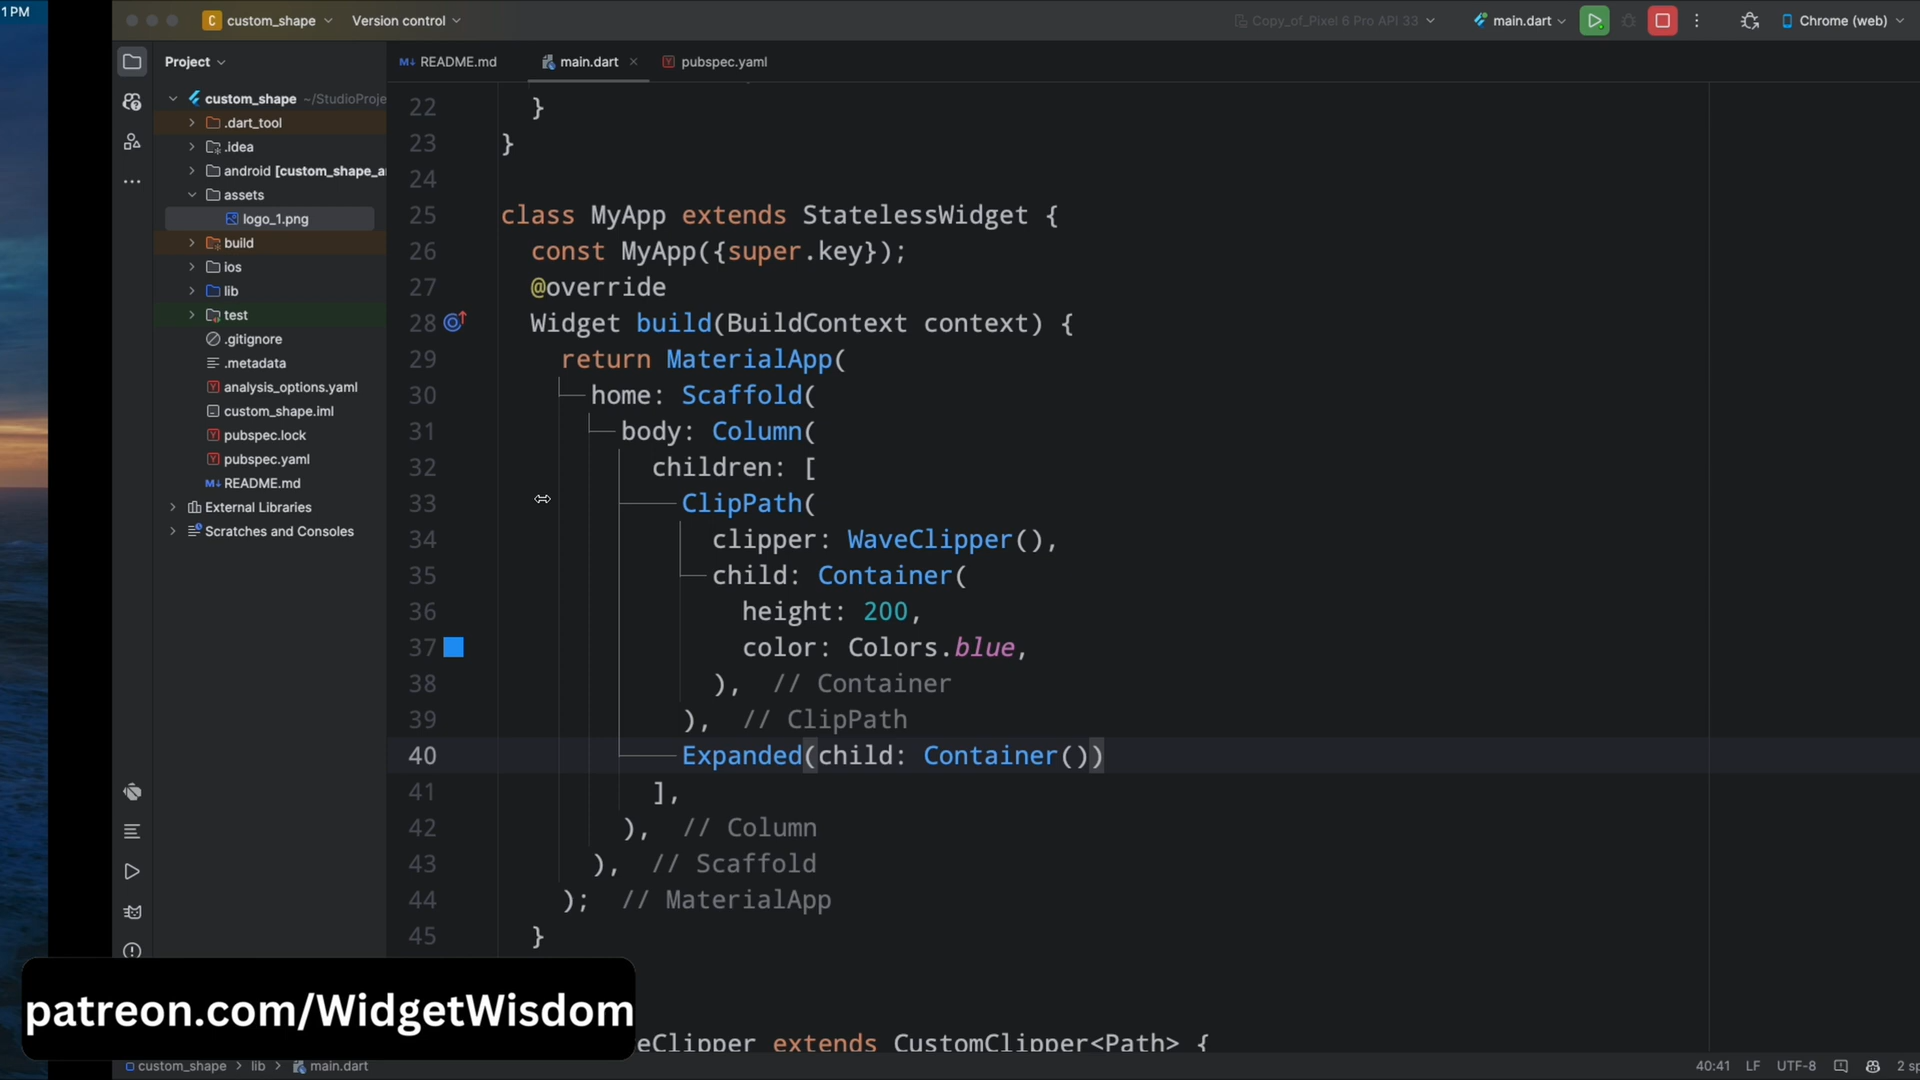 1 PM
C custom_shape
Version control
Copy_of_Pixel 6 Pro API 33
main.dart
Chrome (web)
Project
README.md
main.dart
pubspec.yaml
custom_shape ~/StudioProje
.dart_tool
.idea
android [custom_shape_a
assets
logo_1.png
build
ios
lib
test
.gitignore
.metadata
analysis_options.yaml
custom_shape.iml
pubspec.lock
pubspec.yaml
README.md
External Libraries
Scratches and Consoles
22 }
23 }
24
25 class MyApp extends StatelessWidget {
26 const MyApp({super.key});
27 @override
28 Widget build(BuildContext context) {
29 return MaterialApp(
30 home: Scaffold(
31 body: Column(
32 children: [
33 ClipPath(
34 clipper: WaveClipper(),
35 child: Container(
36 height: 200,
37 color: Colors.blue,
38 ), // Container
39 ), // ClipPath
40 Expanded(child: Container())
41 ],
42 ), // Column
43 ), // Scaffold
44 ); // MaterialApp
45 }
eClipper extends CustomClipper<Path> {
patreon.com/WidgetWisdom
custom_shape > lib > main.dart
40:41 LF UTF-8 2 sp